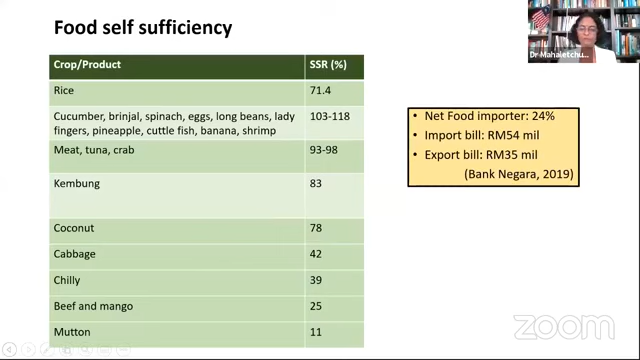 Food self sufficiency
Dr Mahaletchu...
Crop/Product SSR (%)
Rice 71.4
Cucumber, brinjal, spinach, eggs, long beans, lady 103-118
fingers, pineapple, cuttle fish, banana, shrimp
Meat, tuna, crab 93-98
Kembung 83
Coconut 78
Cabbage 42
Chilly 39
Beef and mango 25
Mutton 11
• Net Food importer: 24%
• Import bill: RM54 mil
• Export bill: RM35 mil
(Bank Negara, 2019)
zoom